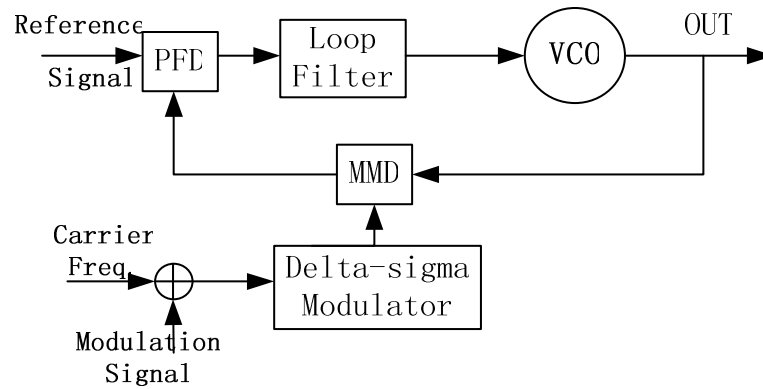 Reference
Signal
PFD
Loop
Filter
VCO
OUT
MMD
Carrier
Freq.
Delta-sigma
Modulator
Modulation
Signal